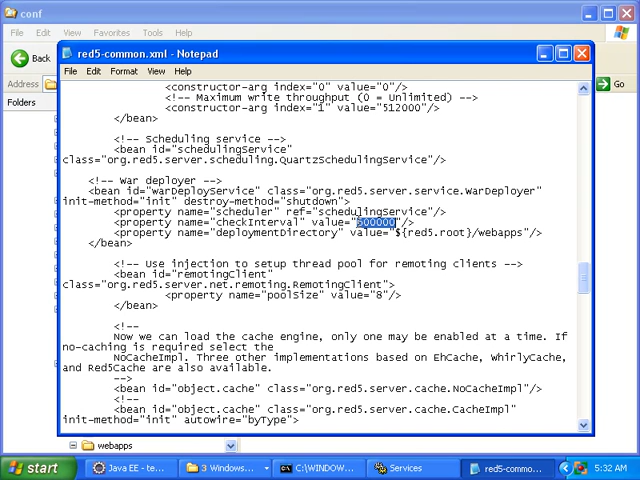 conf
File Edit View Favorites Tools Help
Back
Address
Go
Folders
red5-common.xml - Notepad
File Edit Format View Help
<constructor-arg index="0" value="0"/>
<!-- Maximum write throughput (0 = Unlimited) -->
<constructor-arg index="1" value="512000"/>
</bean>
<!-- Scheduling service -->
<bean id="schedulingService"
class="org.red5.server.scheduling.QuartzSchedulingService"/>
<!-- War deployer -->
<bean id="warDeployService" class="org.red5.server.service.WarDeployer"
init-method="init" destroy-method="shutdown">
<property name="scheduler" ref="schedulingService"/>
<property name="checkInterval" value="600000"/>
<property name="deploymentDirectory" value="${red5.root}/webapps"/>
</bean>
<!-- Use injection to setup thread pool for remoting clients -->
<bean id="remotingClient"
class="org.red5.server.net.remoting.RemotingClient">
<property name="poolSize" value="8"/>
</bean>
<!--
Now we can load the cache engine, only one may be enabled at a time. If
no-caching is required select the
NoCacheImpl. Three other implementations based on EhCache, WhirlyCache,
and Red5Cache are also available.
-->
<bean id="object.cache" class="org.red5.server.cache.NoCacheImpl"/>
<!--
<bean id="object.cache" class="org.red5.server.cache.CacheImpl"
init-method="init" autowire="byType">
webapps
start
Java EE - te...
3 Windows...
C:\WINDOW...
Services
red5-commo...
5:32 AM